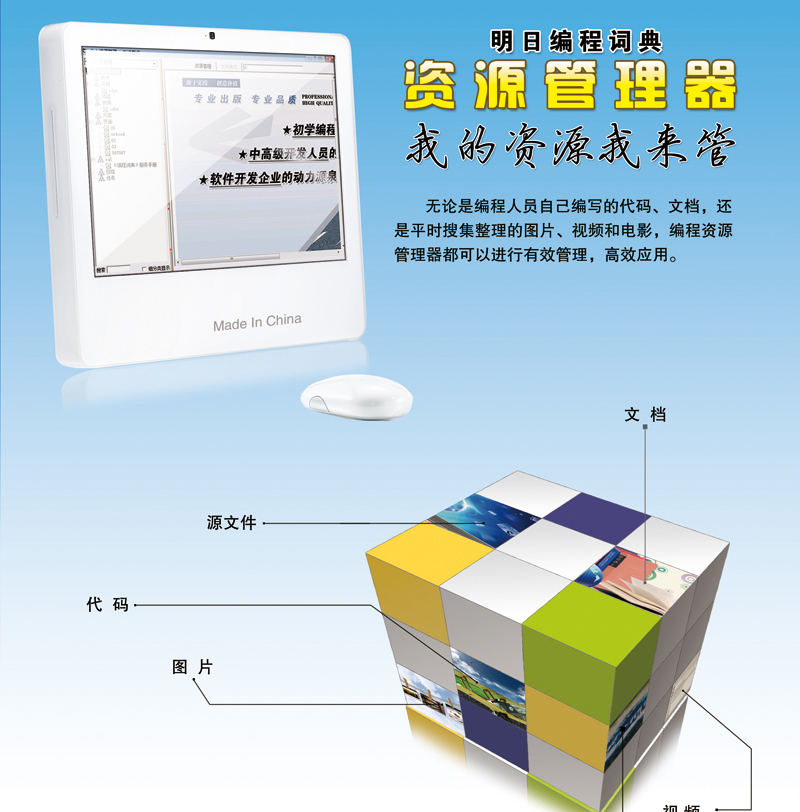 明日编程词典
资源管理器
我的资源我来管
无论是编程人员自己编写的代码、文档，还
是平时搜集整理的图片、视频和电影，编程资源
管理器都可以进行有效管理，高效应用。
专业出版 专业品质
PROFESSIONAL
HIGH QUALI
★初学编程
★中高级开发人员的
★软件开发企业的动力源泉
搜索
Made In China
文档
源文件
代码
图片
视频